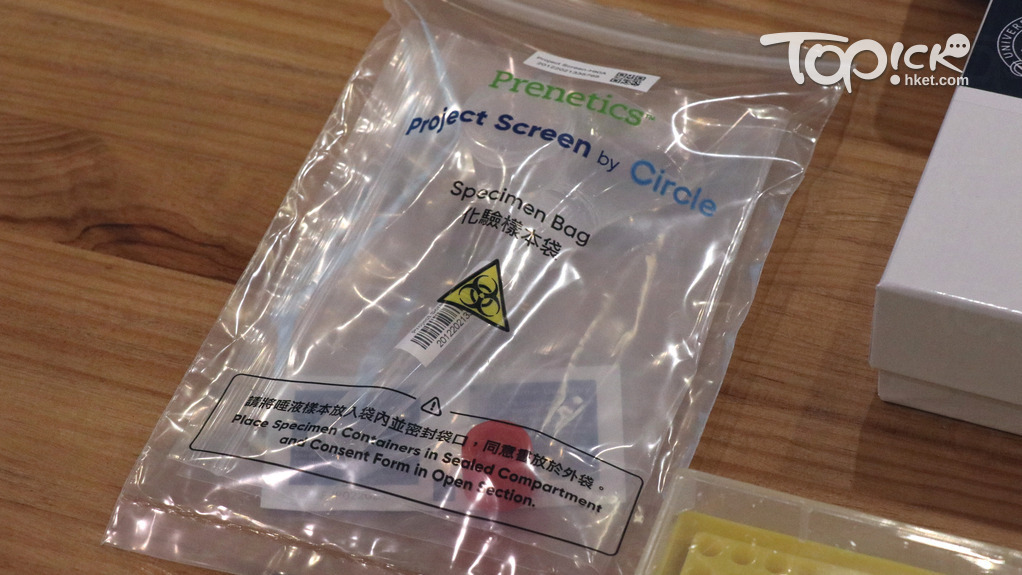 TOPICK
hket.com
UNIVERS
Prenetics™
Project Screen by Circle
Specimen Bag
化驗樣本袋
請將唾液樣本放入袋內並密封袋口，同意書放於外袋。
Place Specimen Containers in Sealed Compartment
and Consent Form in Open Section.